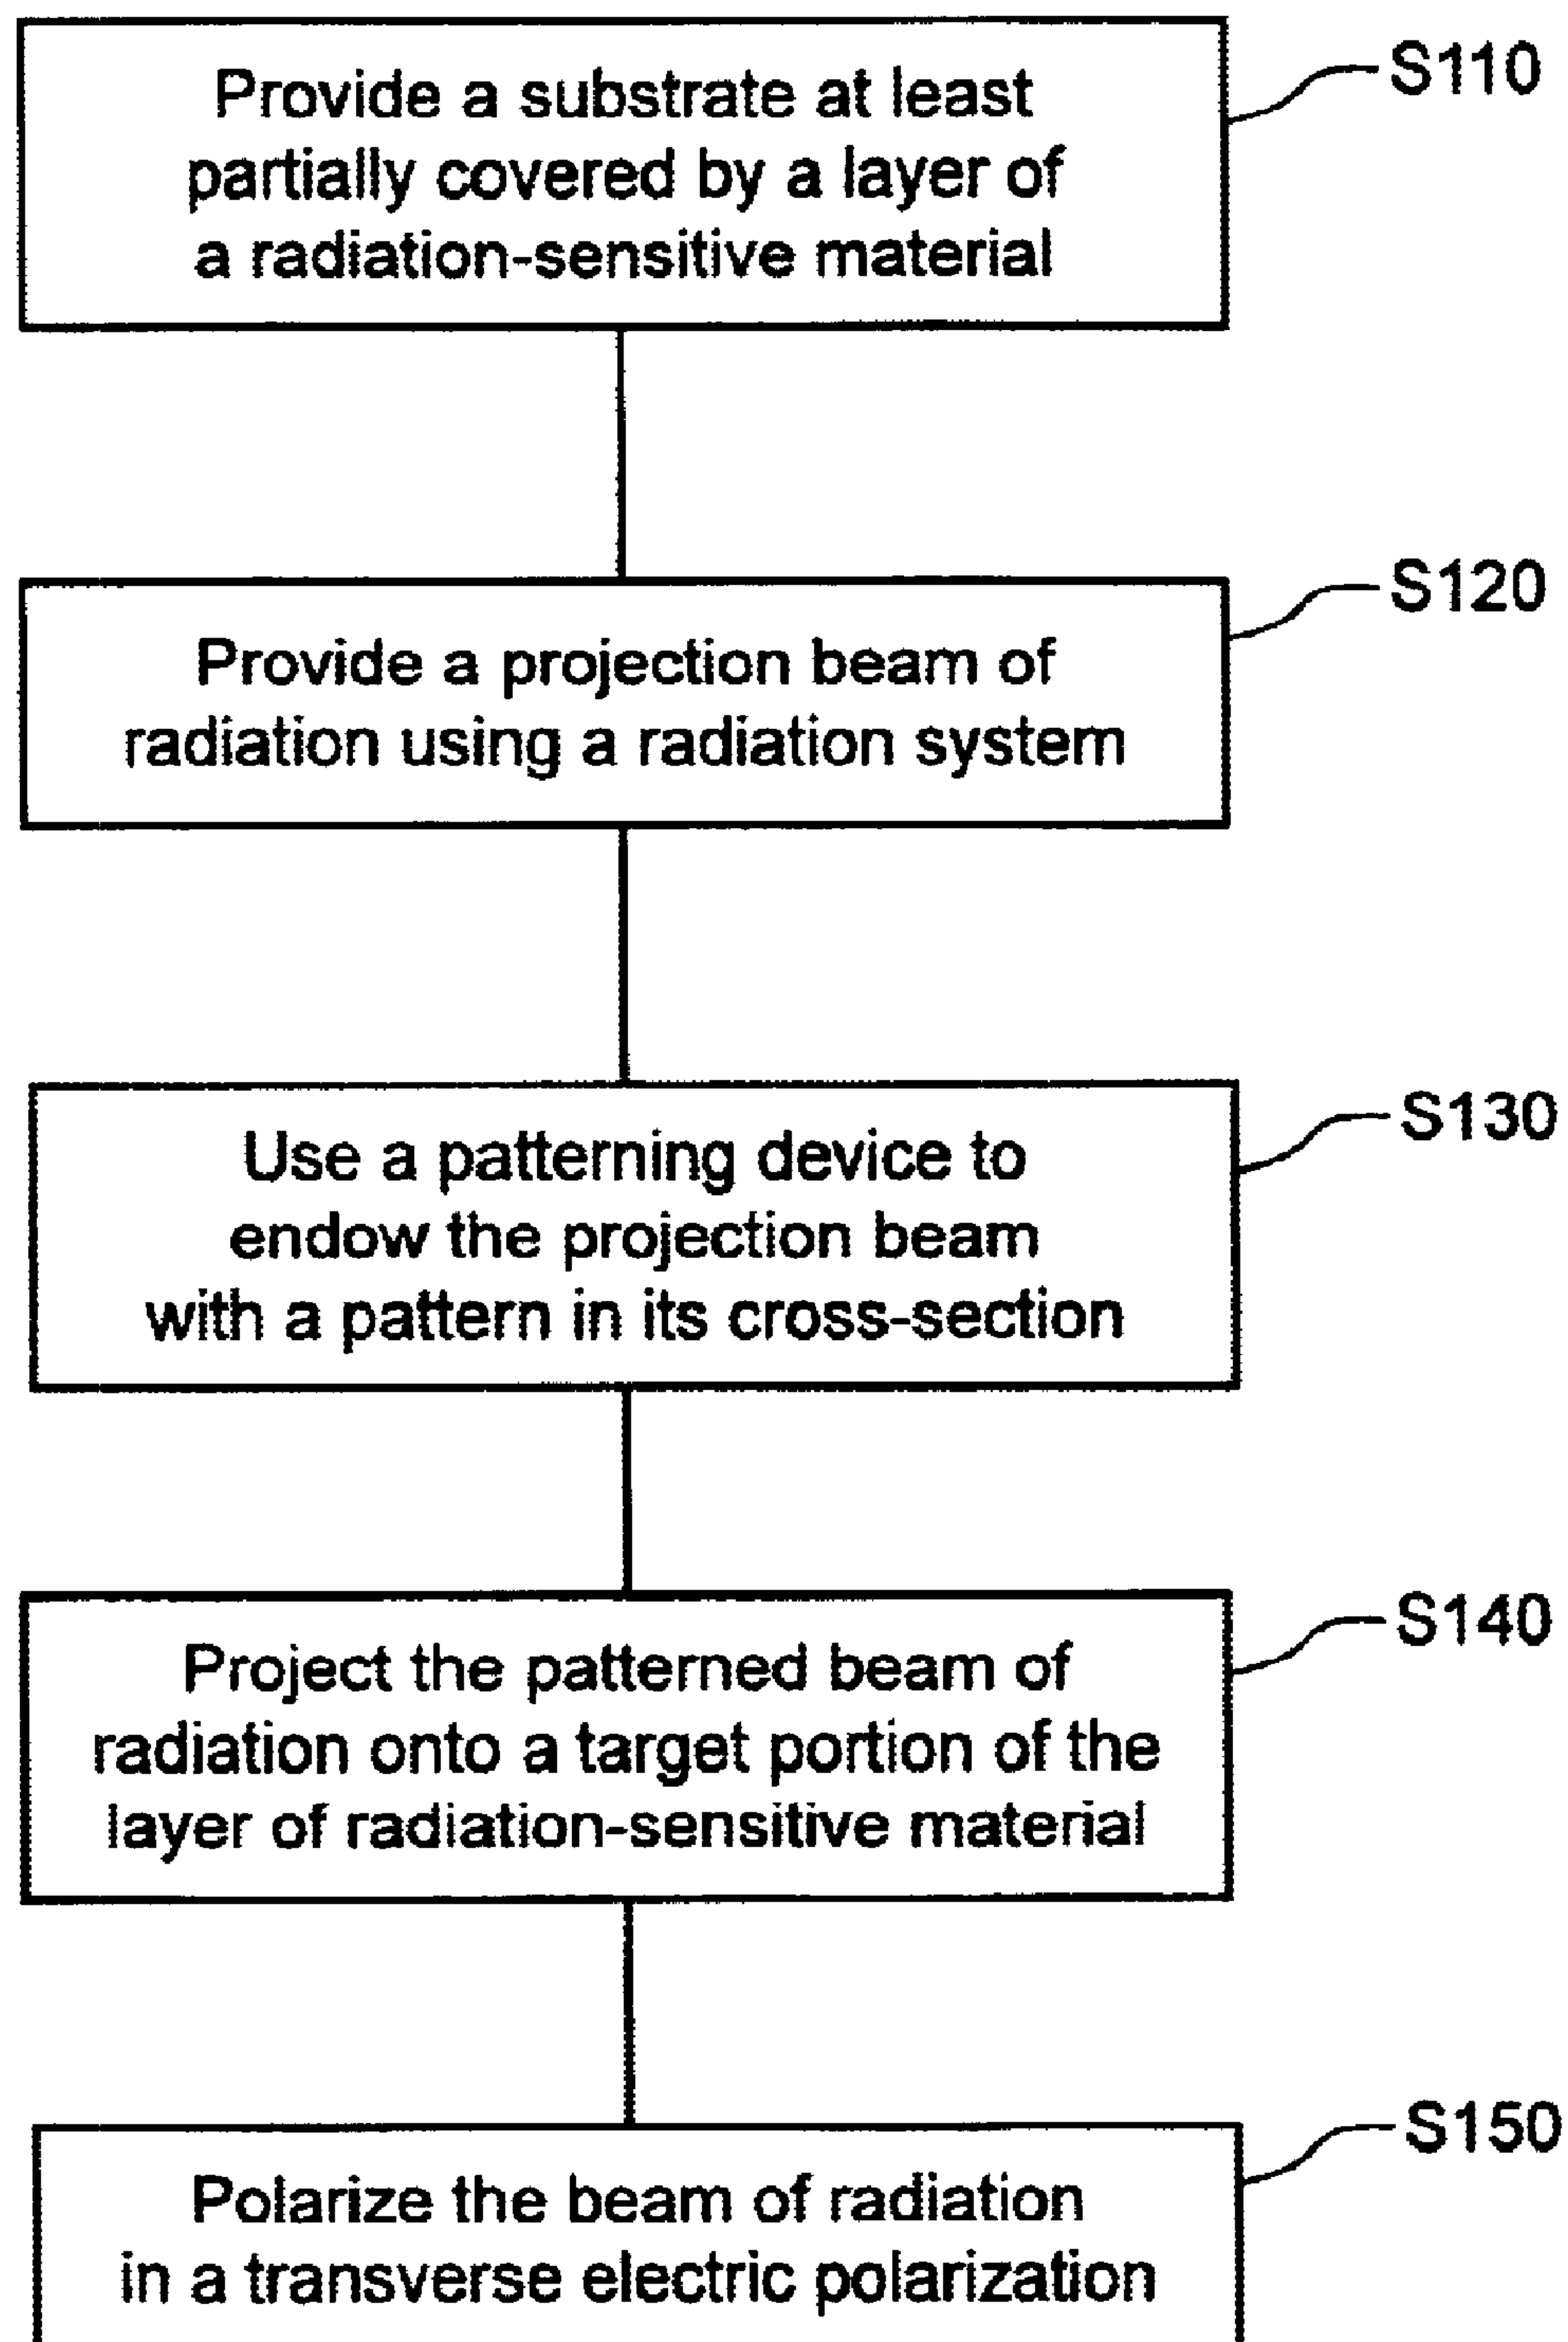 Provide a substrate at least
partially covered by a layer of
a radiation-sensitive material
S110
Provide a projection beam of
radiation using a radiation system
S120
Use a patterning device to
endow the projection beam
with a pattern in its cross-section
S130
Project the patterned beam of
radiation onto a target portion of the
layer of radiation-sensitive material
S140
Polarize the beam of radiation
in a transverse electric polarization
S150